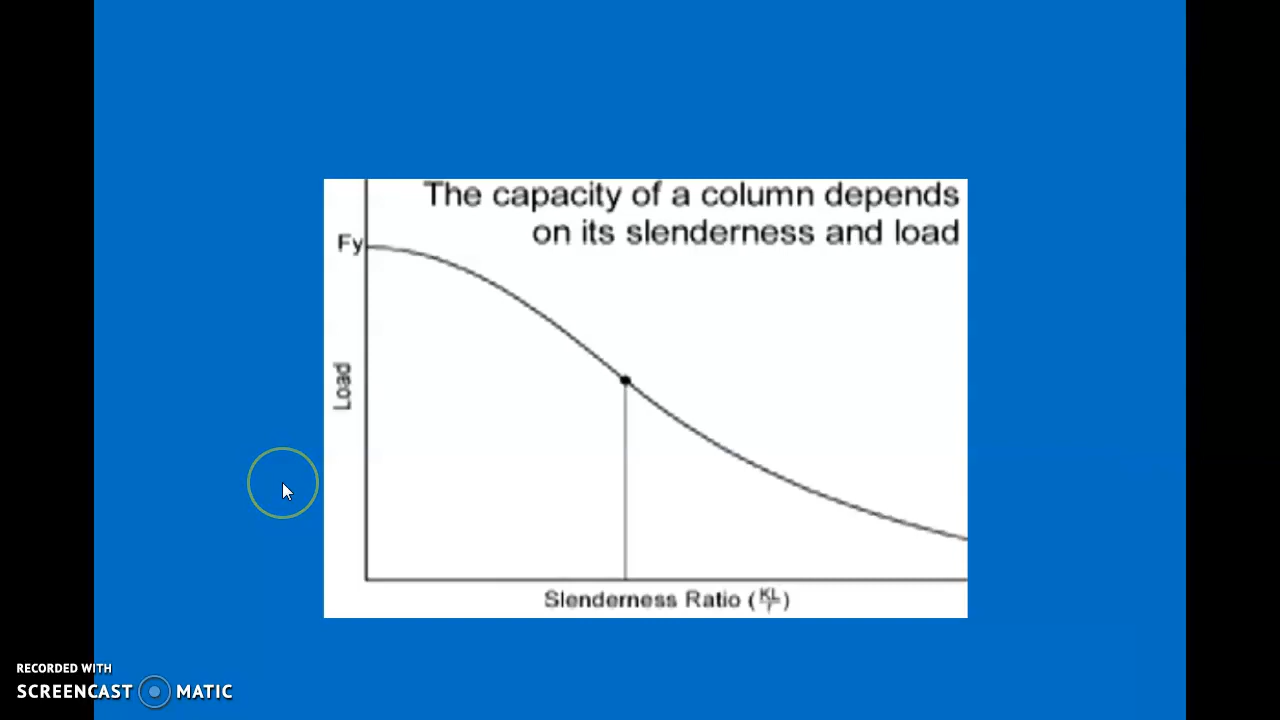 The capacity of a column depends
on its slenderness and load
Fy
Load
Slenderness Ratio (KL/r)
RECORDED WITH
SCREENCAST MATIC